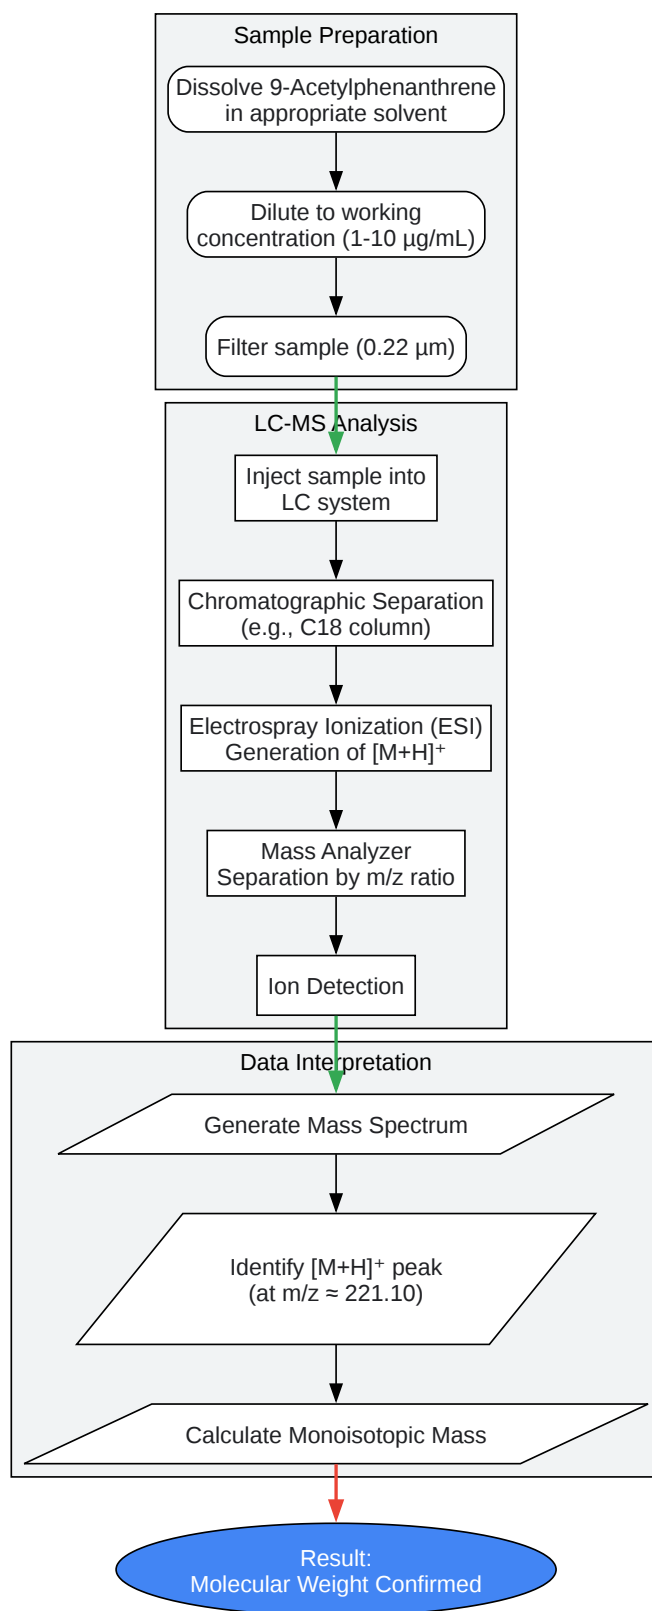 Sample Preparation
Dissolve 9-Acetylphenanthrene
in appropriate solvent
Dilute to working
concentration (1-10 µg/mL)
Filter sample (0.22 µm)
LC-MS Analysis
Inject sample into
LC system
Chromatographic Separation
(e.g., C18 column)
Electrospray Ionization (ESI)
Generation of [M+H]⁺
Mass Analyzer
Separation by m/z ratio
Ion Detection
Data Interpretation
Generate Mass Spectrum
Identify [M+H]⁺ peak
(at m/z ≈ 221.10)
Calculate Monoisotopic Mass
Result:
Molecular Weight Confirmed